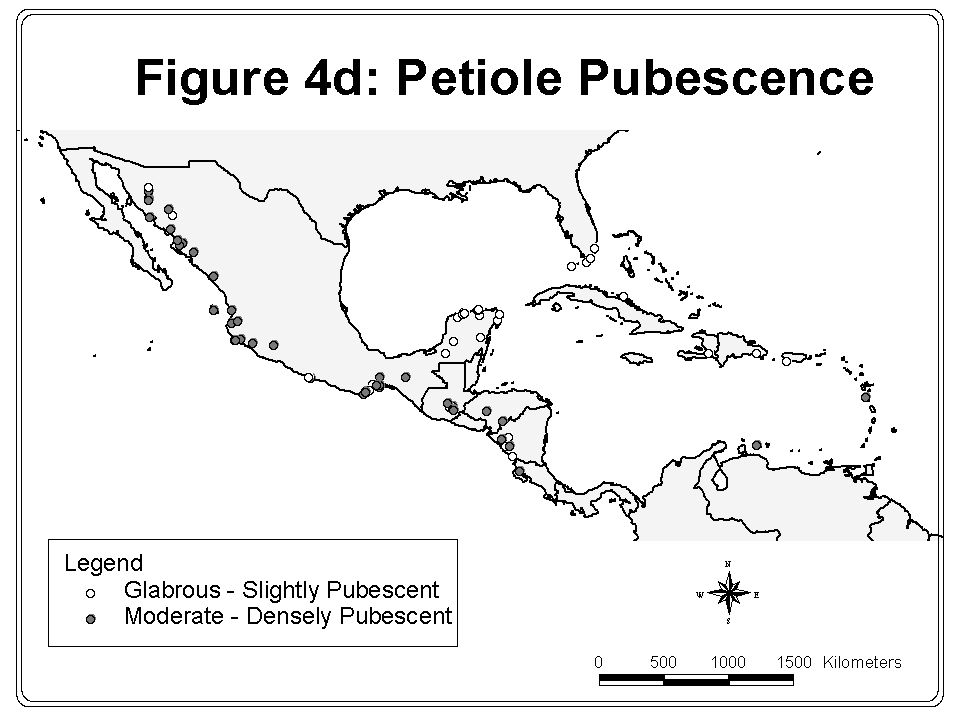 Figure 4d: Petiole Pubescence
Legend
Glabrous - Slightly Pubescent
Moderate - Densely Pubescent
N
W E
S
0 500 1000 1500 Kilometers